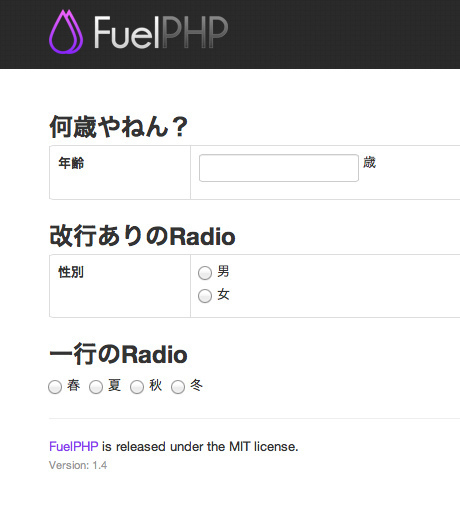 FuelPHP
何歳やねん？
年齢 歳
改行ありのRadio
性別 男
女
一行のRadio
春 夏 秋 冬
FuelPHP is released under the MIT license.
Version: 1.4